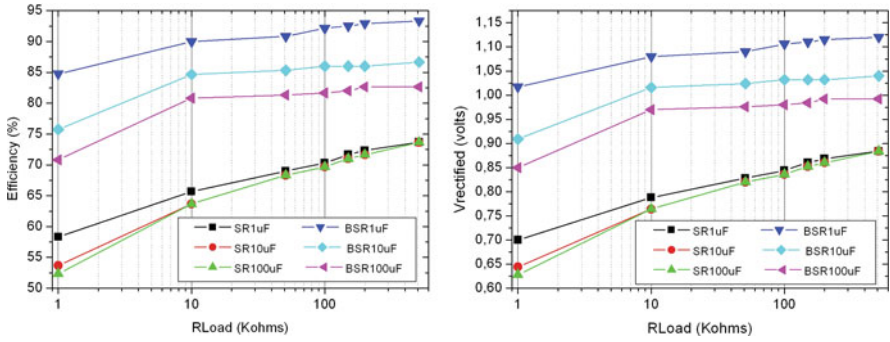 95
90
85
80
75
70
65
60
55
50
Efficiency (%)
1
10
100
RLoad (Kohms)
SR1uF
SR10uF
SR100uF
BSR1uF
BSR10uF
BSR100uF
1,15
1,10
1,05
1,00
0,95
0,90
0,85
0,80
0,75
0,70
0,65
0,60
Vrectified (volts)
1
10
100
RLoad (Kohms)
SR1uF
SR10uF
SR100uF
BSR1uF
BSR10uF
BSR100uF